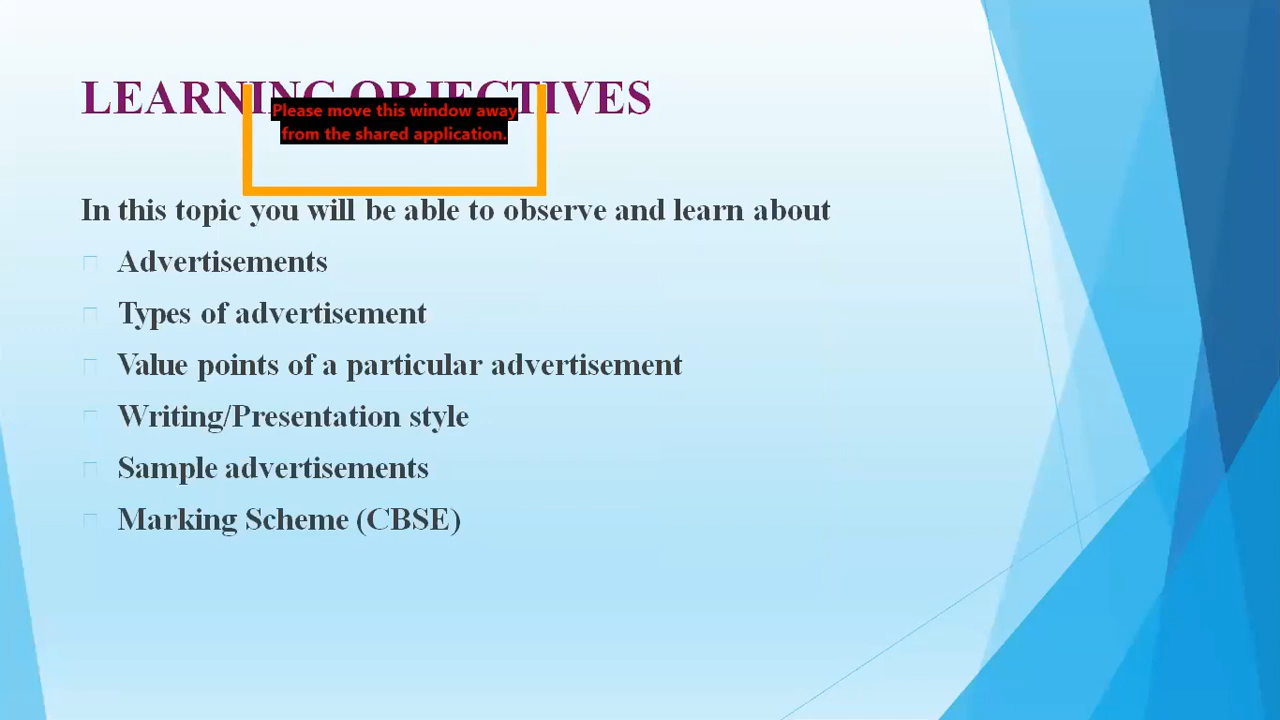 LEARNING OBJECTIVES
Please move this window away
from the shared application.
In this topic you will be able to observe and learn about
Advertisements
Types of advertisement
Value points of a particular advertisement
Writing/Presentation style
Sample advertisements
Marking Scheme (CBSE)